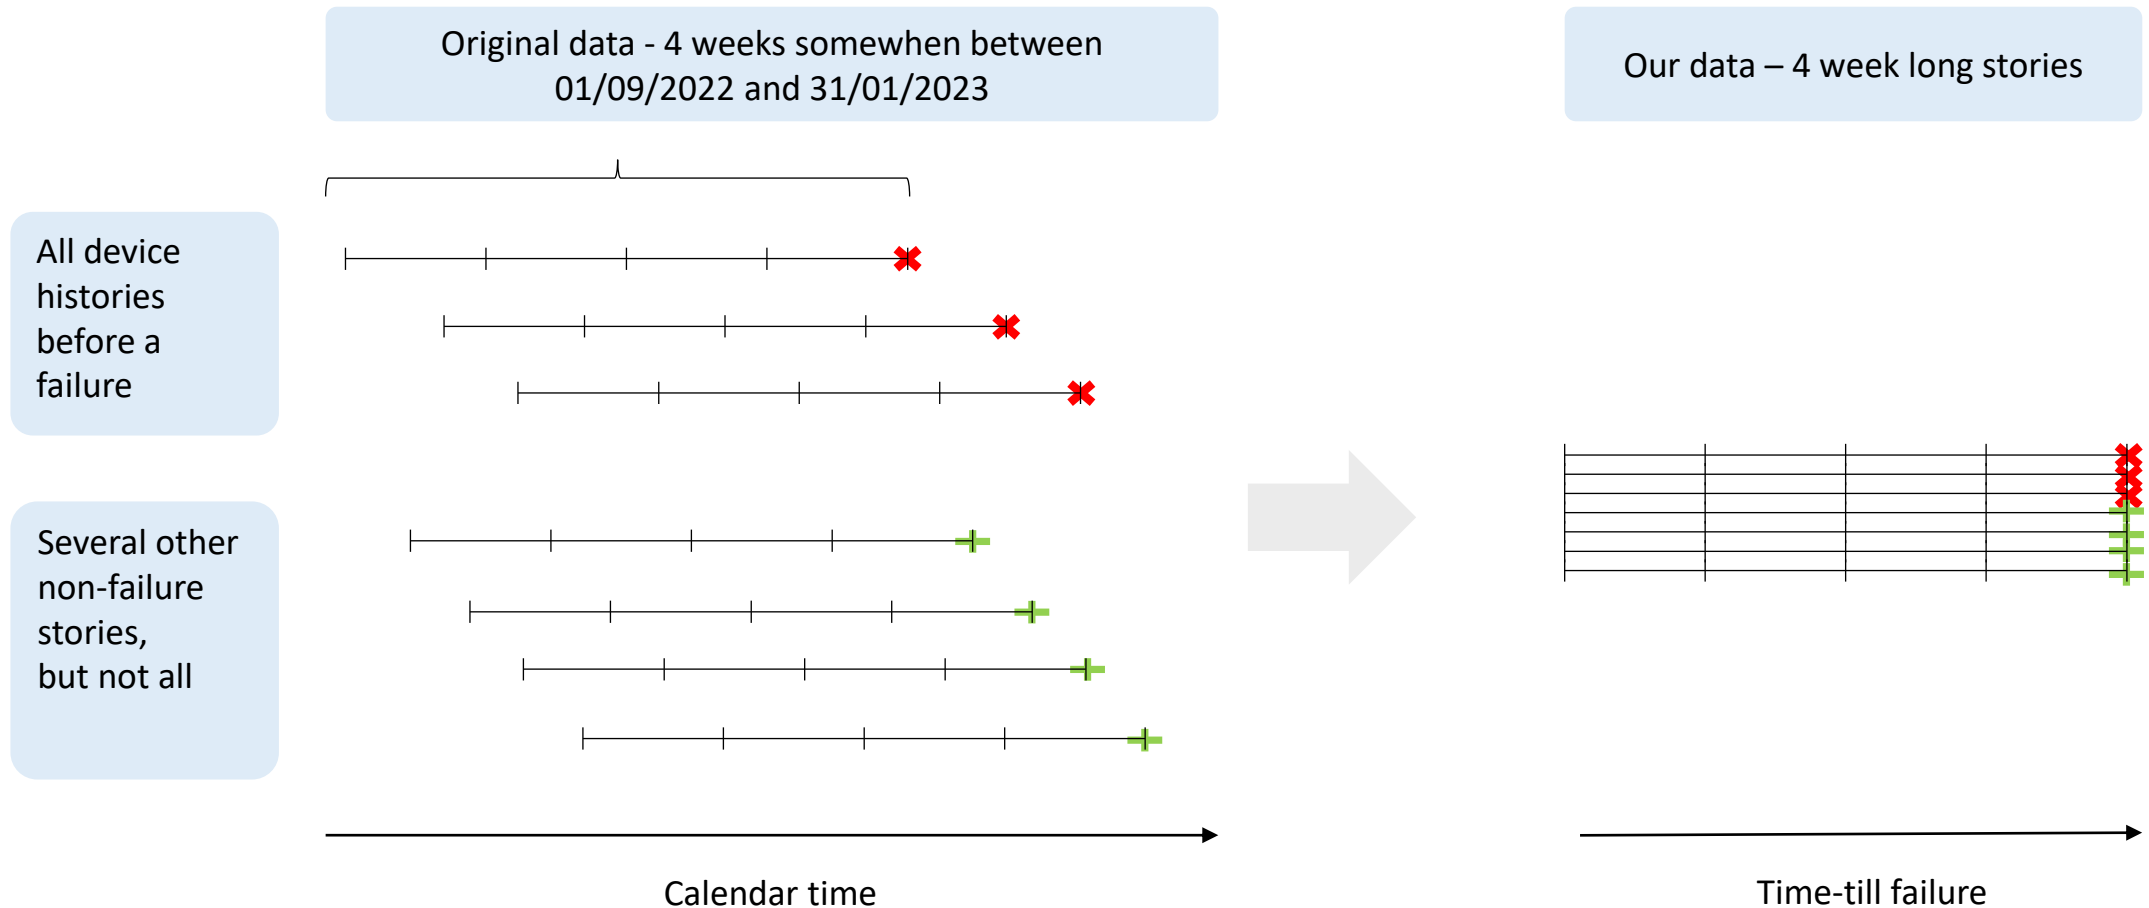 Original data - 4 weeks somewhen between
01/09/2022 and 31/01/2023
Our data – 4 week long stories
All device
histories
before a
failure
Several other
non-failure
stories,
but not all
Calendar time
Time-till failure